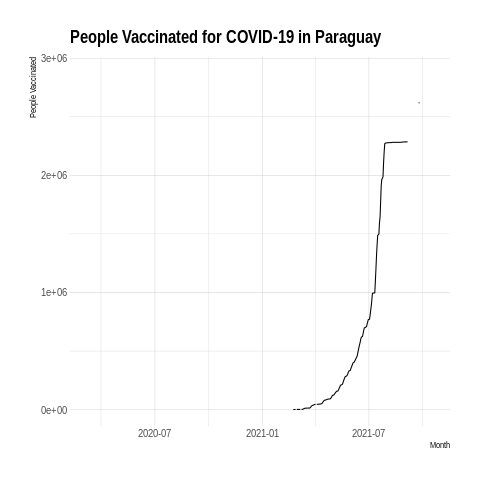 People Vaccinated for COVID-19 in Paraguay
People Vaccinated
3e+06
2e+06
1e+06
0e+00
2020-07
2021-01
2021-07
Month